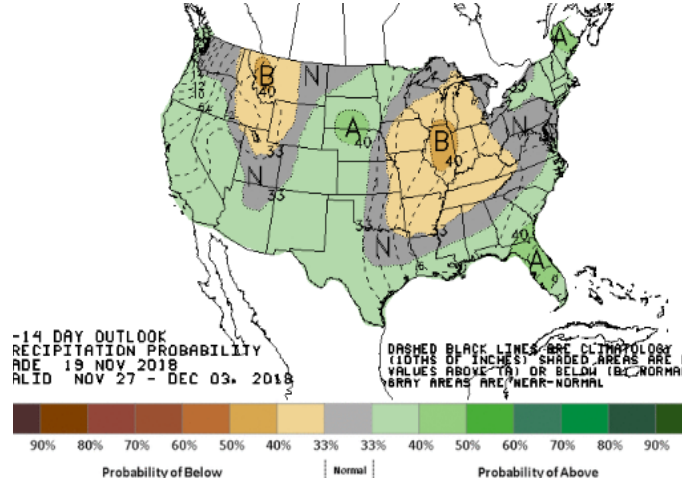 A
B
40
N
A
40
33
N
33
B
40
N
33
33
N
40
A
-14 DAY OUTLOOK
RECIPITATION PROBABILITY
ADE 19 NOV 2018
ALID NOV 27 - DEC 03, 2018
DASHED BLACK LINES ARE CLIMATOLOGY
(10THS OF INCHES) SHADED AREAS ARE
VALUES ABOVE (A) OR BELOW (B) NORMA
GRAY AREAS ARE NEAR-NORMAL
90% 80% 70% 60% 50% 40% 33% 33% 40% 50% 60% 70% 80% 90%
Probability of Below Normal Probability of Above